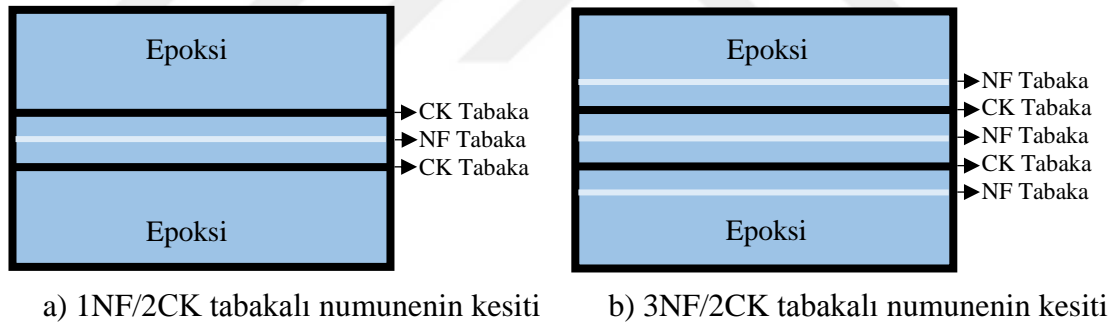 Epoksi
CK Tabaka
NF Tabaka
CK Tabaka
Epoksi
a) 1NF/2CK tabakalı numunenin kesiti
Epoksi
NF Tabaka
CK Tabaka
NF Tabaka
CK Tabaka
NF Tabaka
Epoksi
b) 3NF/2CK tabakalı numunenin kesiti